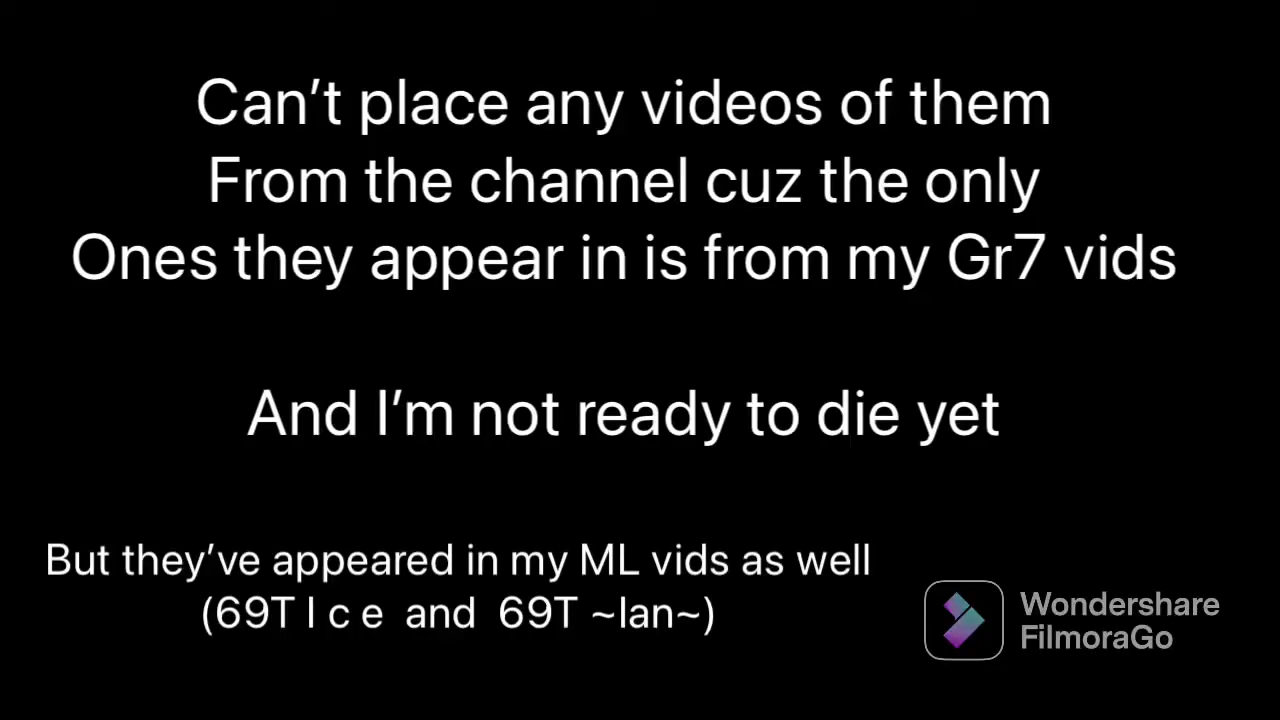 Can’t place any videos of them
From the channel cuz the only
Ones they appear in is from my Gr7 vids
And I’m not ready to die yet
But they’ve appeared in my ML vids as well
(69T I c e and 69T ~Ian~)
Wondershare
FilmoraGo